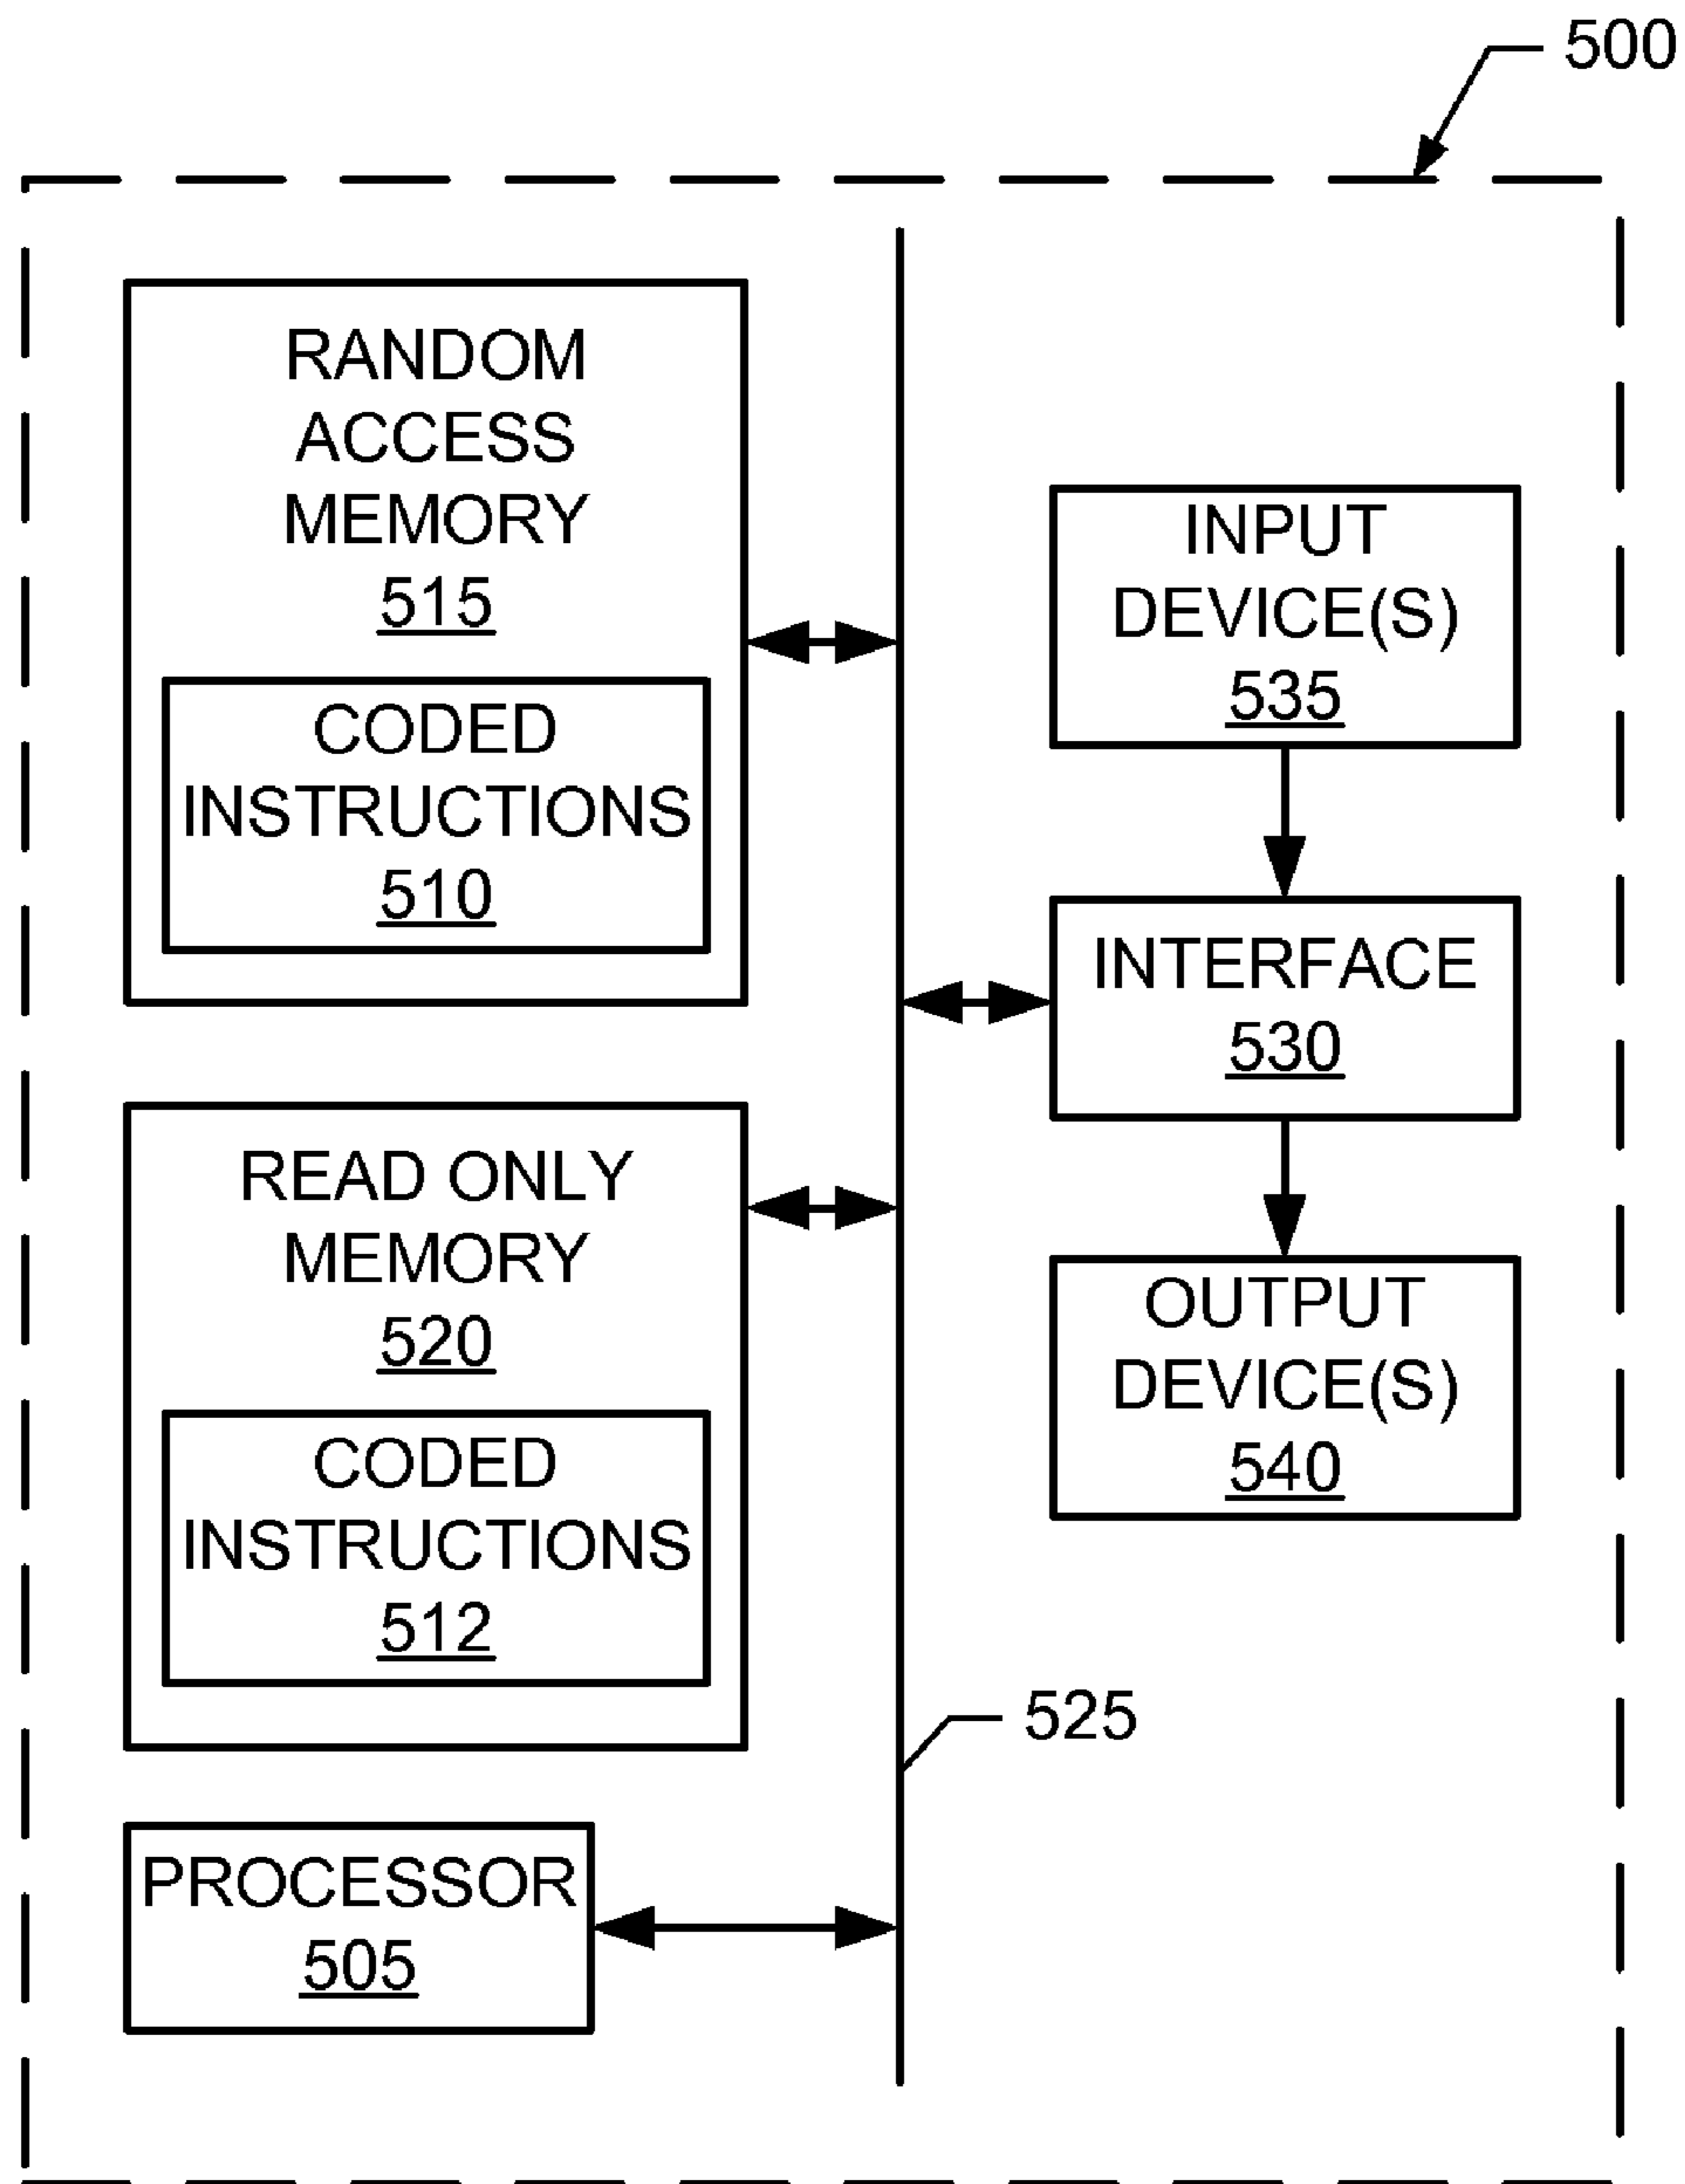 500
RANDOM
ACCESS
MEMORY
515
CODED
INSTRUCTIONS
510
READ ONLY
MEMORY
520
CODED
INSTRUCTIONS
512
PROCESSOR
505
INPUT
DEVICE(S)
535
INTERFACE
530
OUTPUT
DEVICE(S)
540
525